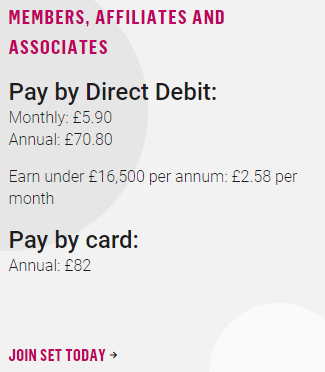 MEMBERS, AFFILIATES AND
ASSOCIATES
Pay by Direct Debit:
Monthly: £5.90
Annual: £70.80
Earn under £16,500 per annum: £2.58 per
month
Pay by card:
Annual: £82
JOIN SET TODAY →